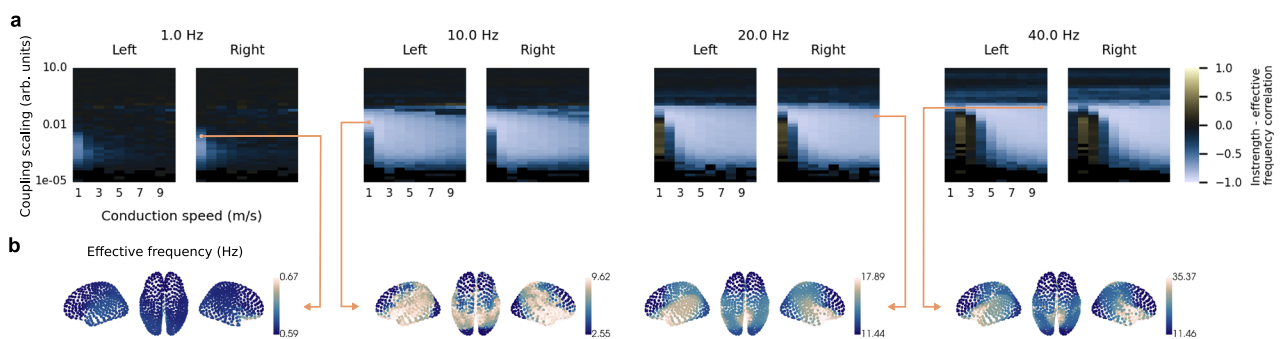 a
1.0 Hz
10.0 Hz
20.0 Hz
40.0 Hz
Left
Right
Left
Right
Left
Right
Left
Right
Coupling scaling (arb. units)
10.0
0.01
1e-05
1 3 5 7 9
1 3 5 7 9
1 3 5 7 9
1 3 5 7 9
Conduction speed (m/s)
1.0
0.5
0.0
−0.5
−1.0
Instrength - effective
frequency correlation
b
Effective frequency (Hz)
0.67
0.59
9.62
2.55
17.89
11.44
35.37
11.46